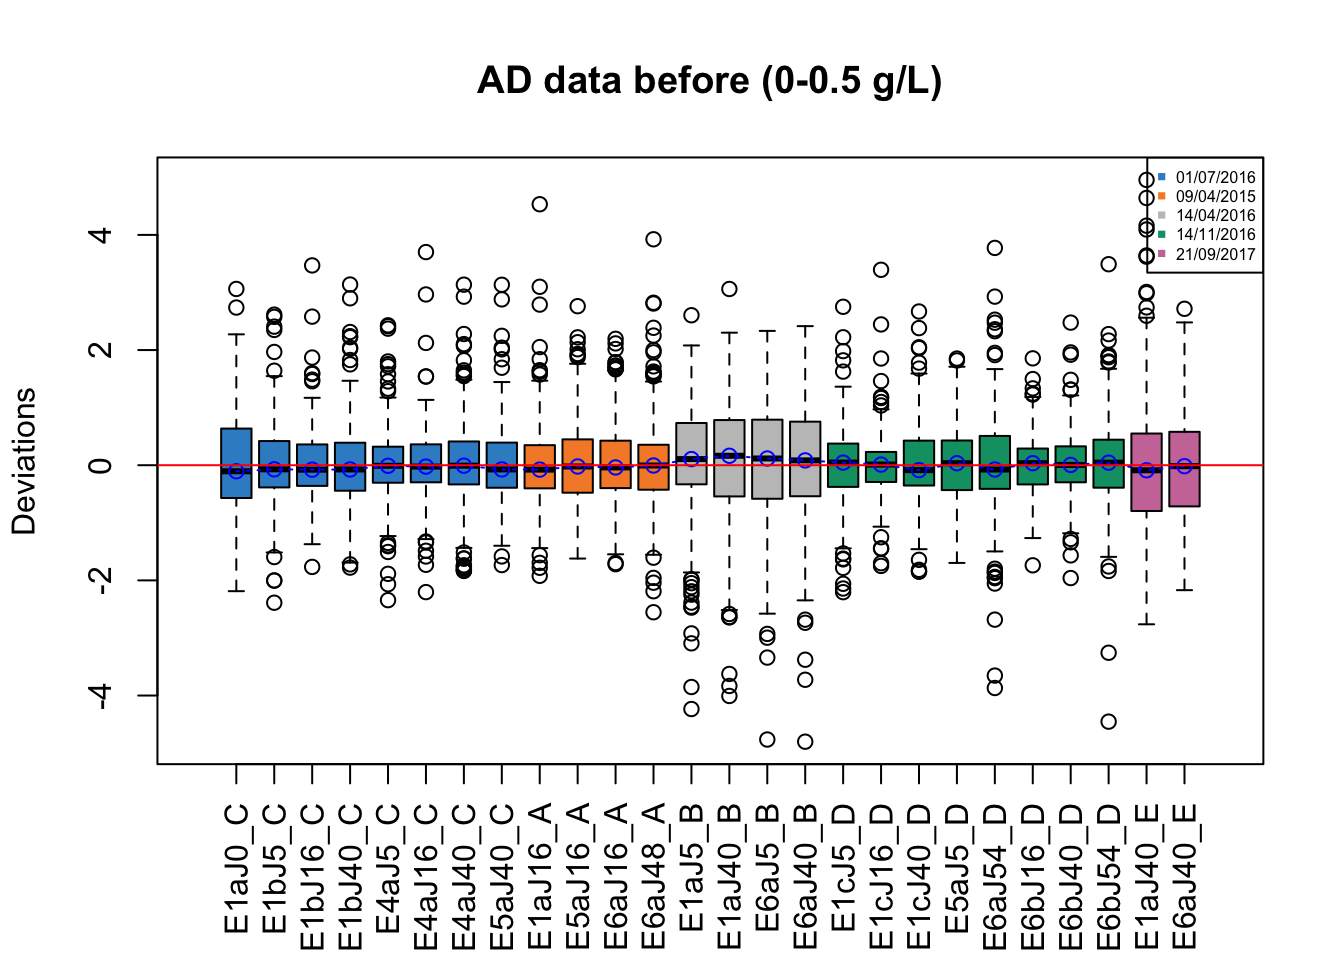 AD data before (0-0.5 g/L)
01/07/2016
09/04/2015
14/04/2016
14/11/2016
21/09/2017
Deviations
4
2
0
-2
-4
E1aJ0_C
E1bJ5_C
E1bJ16_C
E1bJ40_C
E4aJ5_C
E4aJ16_C
E4aJ40_C
E5aJ40_C
E1aJ16_A
E5aJ16_A
E6aJ16_A
E6aJ48_A
E1aJ5_B
E1aJ40_B
E6aJ5_B
E6aJ40_B
E1cJ5_D
E1cJ16_D
E1cJ40_D
E5aJ5_D
E6aJ54_D
E6bJ16_D
E6bJ40_D
E6bJ54_D
E1aJ40_E
E6aJ40_E